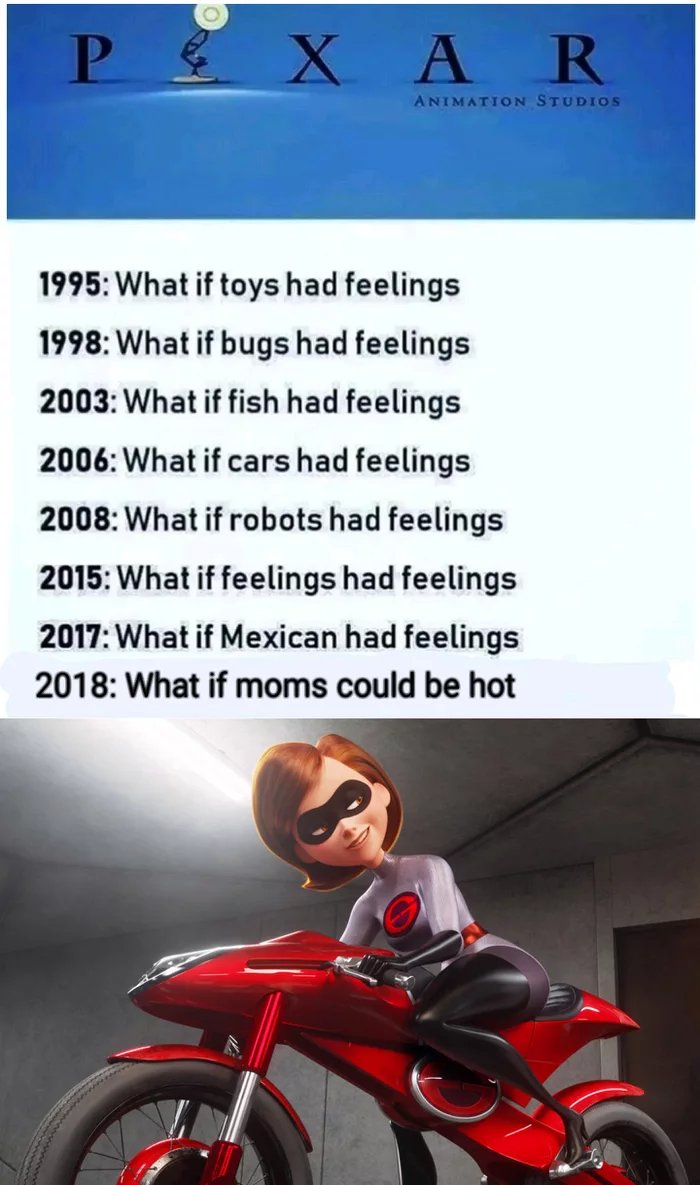 PIXAR
ANIMATION STUDIOS
1995: What if toys had feelings
1998: What if bugs had feelings
2003: What if fish had feelings
2006: What if cars had feelings
2008: What if robots had feelings
2015: What if feelings had feelings
2017: What if Mexican had feelings
2018: What if moms could be hot